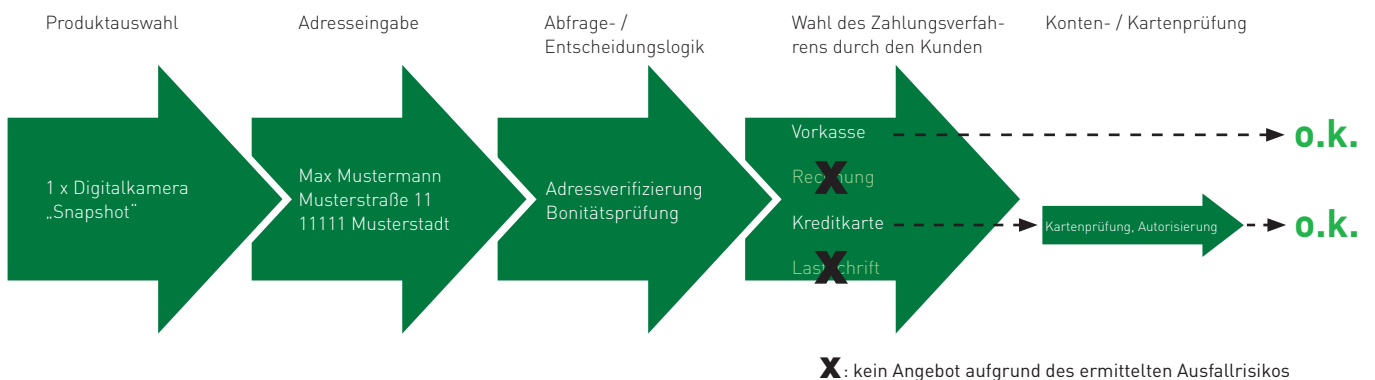 Produktauswahl
Adresseingabe
Abfrage- /
Entscheidungslogik
Wahl des Zahlungsverfah-
rens durch den Kunden
Konten- / Kartenprüfung
1 x Digitalkamera
„Snapshot“
Max Mustermann
Musterstraße 11
11111 Musterstadt
Adressverifizierung
Bonitätsprüfung
Vorkasse
o.k.
Rechnung
X
Kreditkarte
Kartenprüfung, Autorisierung
o.k.
Lastschrift
X
X: kein Angebot aufgrund des ermittelten Ausfallrisikos